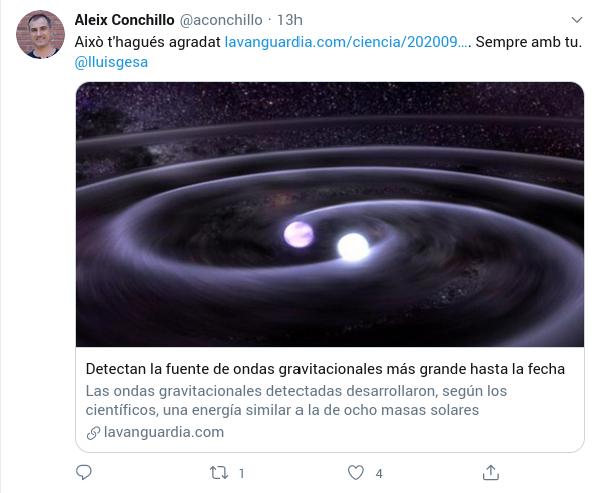 Aleix Conchillo @aconchillo · 13h
Això t'hagués agradat lavanguardia.com/ciencia/202009.... Sempre amb tu.
@lluisgesa
Detectan la fuente de ondas gravitacionales más grande hasta la fecha
Las ondas gravitacionales detectadas desarrollaron, según los
científicos, una energía similar a la de ocho masas solares
lavanguardia.com
1 4